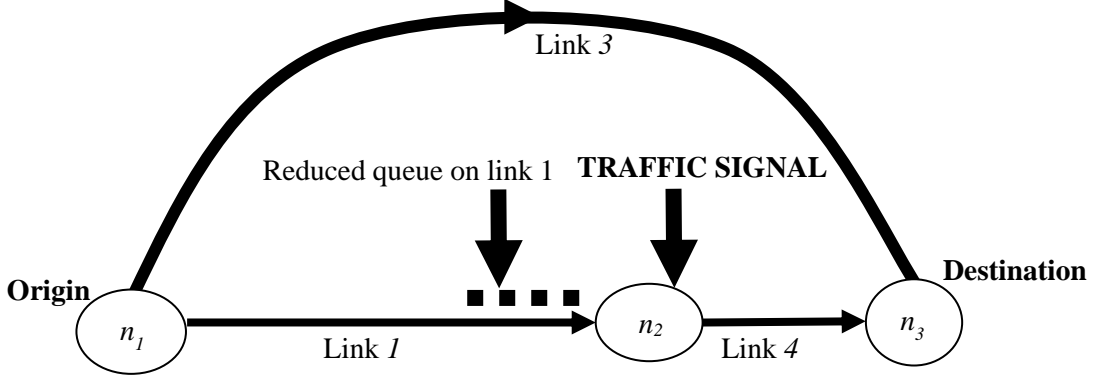 Link 3
Reduced queue on link 1 TRAFFIC SIGNAL
Origin
Destination
n1
n2
n3
Link 1
Link 4